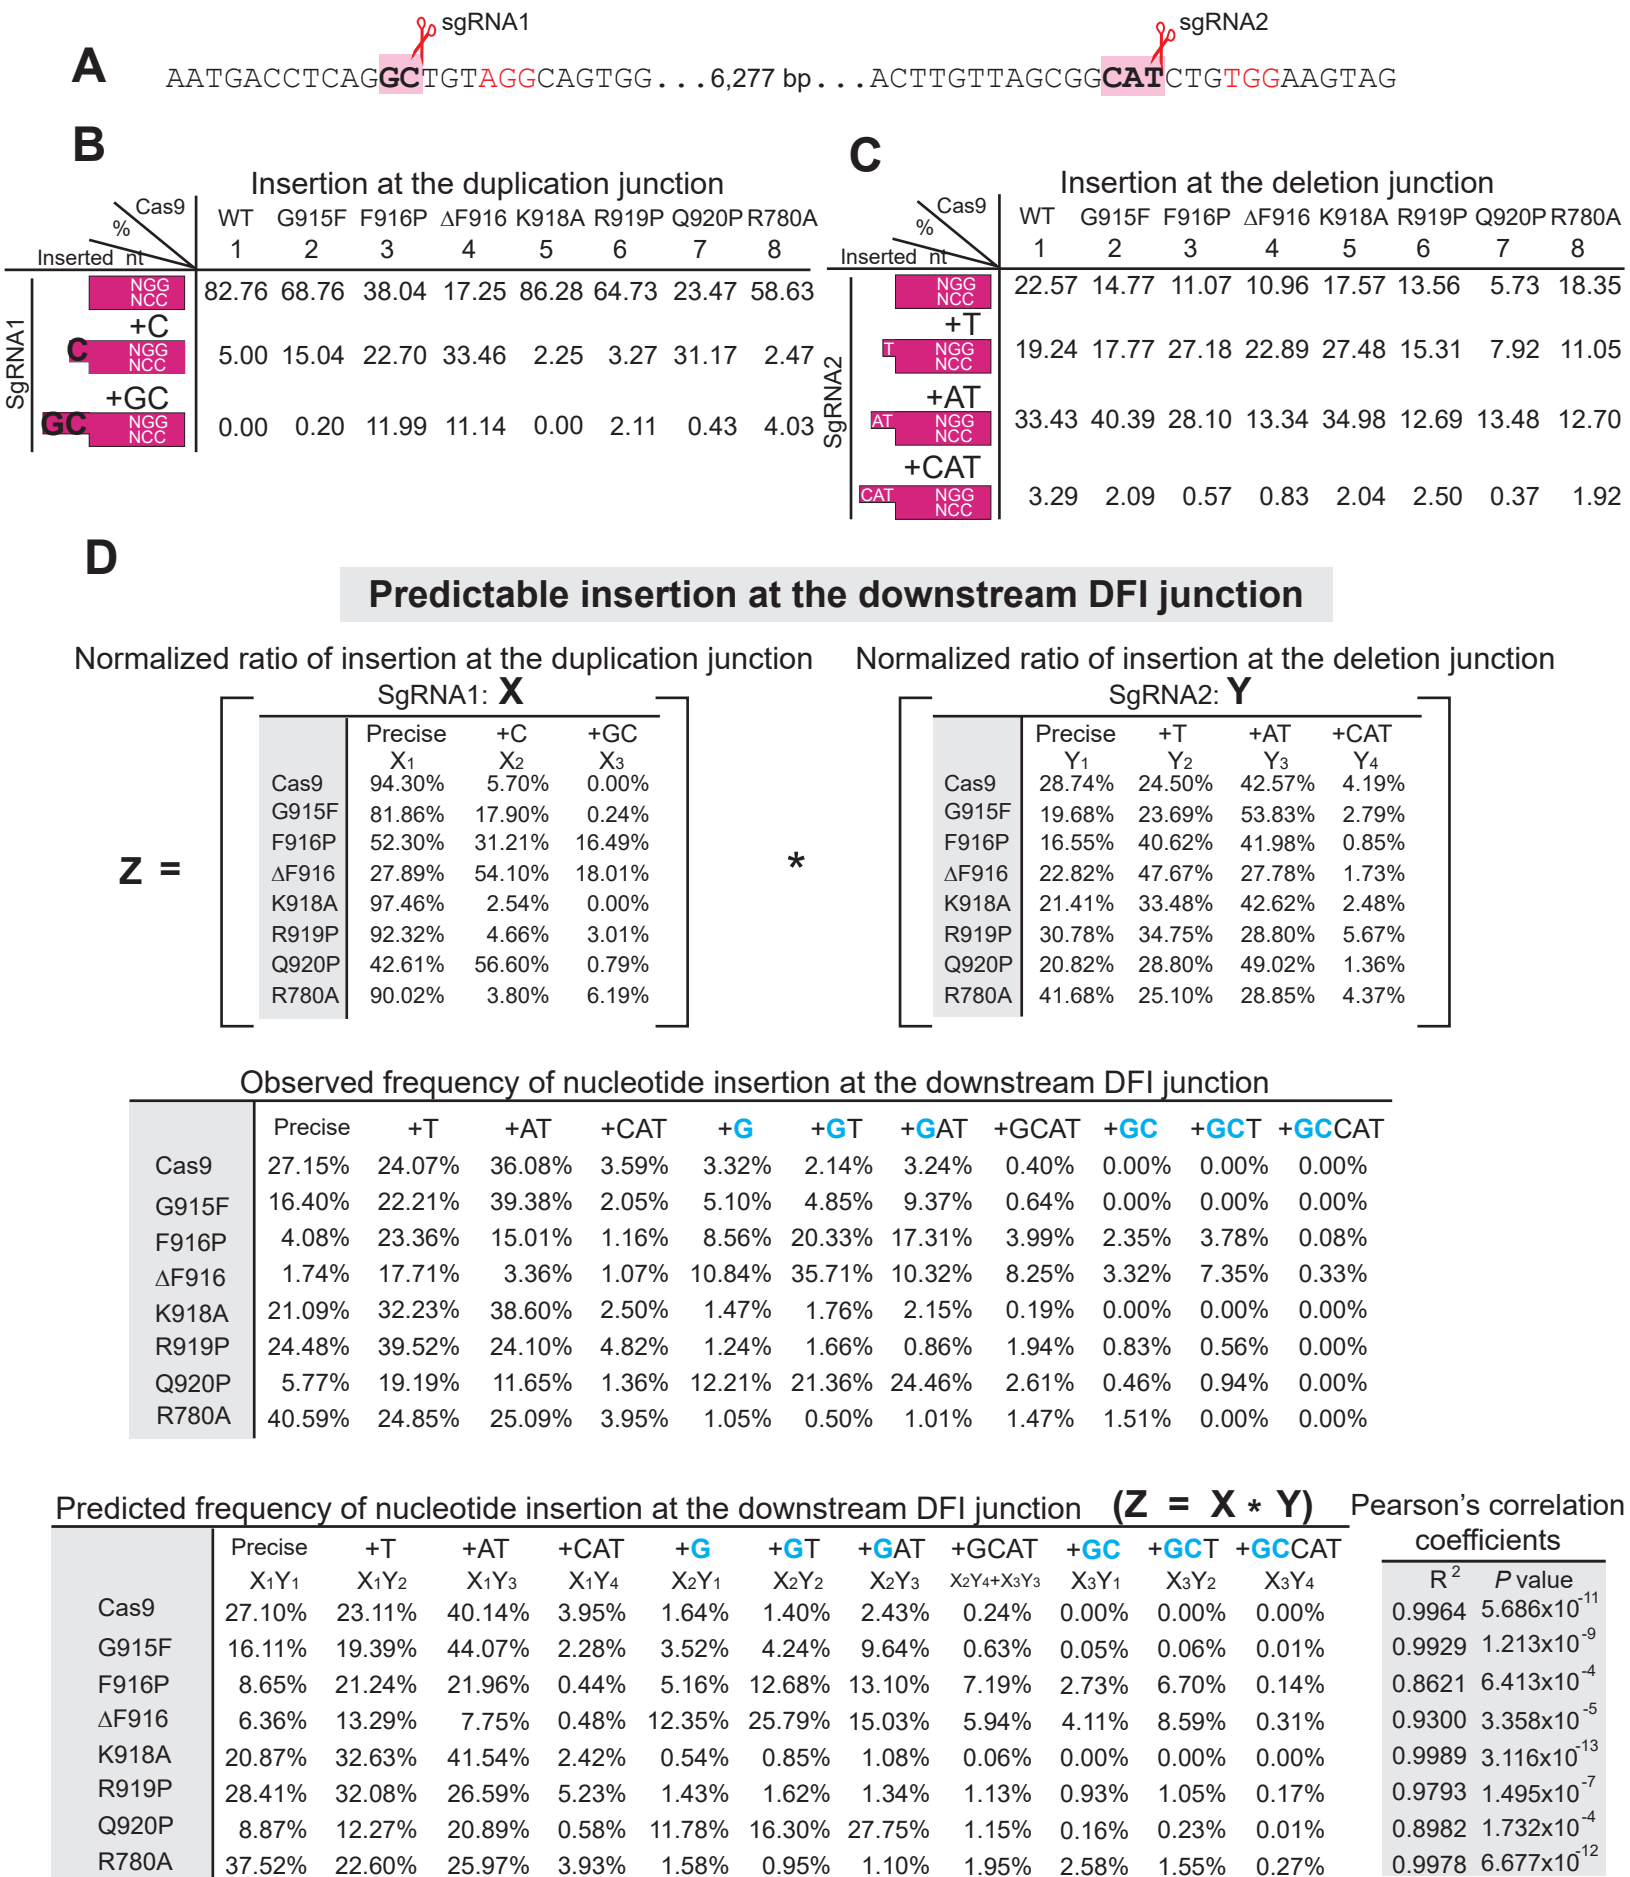 sgRNA1 sgRNA2
A AATGACCTCAGGCTGTAGGCAGTGG...6,277 bp...ACTTGTTAGCGGCATCTGTGGAAGTAG
B
Insertion at the duplication junction
Cas9 % Inserted nt
WT G915F F916P ΔF916 K918A R919P Q920P R780A
1 2 3 4 5 6 7 8
SgRNA1
NGG NCC 82.76 68.76 38.04 17.25 86.28 64.73 23.47 58.63
+C
C NGG NCC 5.00 15.04 22.70 33.46 2.25 3.27 31.17 2.47
+GC
GC NGG NCC 0.00 0.20 11.99 11.14 0.00 2.11 0.43 4.03
C
Insertion at the deletion junction
Cas9 % Inserted nt
WT G915F F916P ΔF916 K918A R919P Q920P R780A
1 2 3 4 5 6 7 8
SgRNA2
NGG NCC 22.57 14.77 11.07 10.96 17.57 13.56 5.73 18.35
+T
T NGG NCC 19.24 17.77 27.18 22.89 27.48 15.31 7.92 11.05
+AT
AT NGG NCC 33.43 40.39 28.10 13.34 34.98 12.69 13.48 12.70
+CAT
CAT NGG NCC 3.29 2.09 0.57 0.83 2.04 2.50 0.37 1.92
D
Predictable insertion at the downstream DFI junction
Normalized ratio of insertion at the duplication junction
SgRNA1: X
Z =
Precise +C +GC
X1 X2 X3
Cas9 94.30% 5.70% 0.00%
G915F 81.86% 17.90% 0.24%
F916P 52.30% 31.21% 16.49%
ΔF916 27.89% 54.10% 18.01%
K918A 97.46% 2.54% 0.00%
R919P 92.32% 4.66% 3.01%
Q920P 42.61% 56.60% 0.79%
R780A 90.02% 3.80% 6.19%
*
Normalized ratio of insertion at the deletion junction
SgRNA2: Y
Precise +T +AT +CAT
Y1 Y2 Y3 Y4
Cas9 28.74% 24.50% 42.57% 4.19%
G915F 19.68% 23.69% 53.83% 2.79%
F916P 16.55% 40.62% 41.98% 0.85%
ΔF916 22.82% 47.67% 27.78% 1.73%
K918A 21.41% 33.48% 42.62% 2.48%
R919P 30.78% 34.75% 28.80% 5.67%
Q920P 20.82% 28.80% 49.02% 1.36%
R780A 41.68% 25.10% 28.85% 4.37%
Observed frequency of nucleotide insertion at the downstream DFI junction
Precise +T +AT +CAT +G +GT +GAT +GCAT +GC +GCT +GCCAT
Cas9 27.15% 24.07% 36.08% 3.59% 3.32% 2.14% 3.24% 0.40% 0.00% 0.00% 0.00%
G915F 16.40% 22.21% 39.38% 2.05% 5.10% 4.85% 9.37% 0.64% 0.00% 0.00% 0.00%
F916P 4.08% 23.36% 15.01% 1.16% 8.56% 20.33% 17.31% 3.99% 2.35% 3.78% 0.08%
ΔF916 1.74% 17.71% 3.36% 1.07% 10.84% 35.71% 10.32% 8.25% 3.32% 7.35% 0.33%
K918A 21.09% 32.23% 38.60% 2.50% 1.47% 1.76% 2.15% 0.19% 0.00% 0.00% 0.00%
R919P 24.48% 39.52% 24.10% 4.82% 1.24% 1.66% 0.86% 1.94% 0.83% 0.56% 0.00%
Q920P 5.77% 19.19% 11.65% 1.36% 12.21% 21.36% 24.46% 2.61% 0.46% 0.94% 0.00%
R780A 40.59% 24.85% 25.09% 3.95% 1.05% 0.50% 1.01% 1.47% 1.51% 0.00% 0.00%
Predicted frequency of nucleotide insertion at the downstream DFI junction (Z = X * Y)
Precise +T +AT +CAT +G +GT +GAT +GCAT +GC +GCT +GCCAT
X1Y1 X1Y2 X1Y3 X1Y4 X2Y1 X2Y2 X2Y3 X2Y4+X3Y3 X3Y1 X3Y2 X3Y4
Cas9 27.10% 23.11% 40.14% 3.95% 1.64% 1.40% 2.43% 0.24% 0.00% 0.00% 0.00%
G915F 16.11% 19.39% 44.07% 2.28% 3.52% 4.24% 9.64% 0.63% 0.05% 0.06% 0.01%
F916P 8.65% 21.24% 21.96% 0.44% 5.16% 12.68% 13.10% 7.19% 2.73% 6.70% 0.14%
ΔF916 6.36% 13.29% 7.75% 0.48% 12.35% 25.79% 15.03% 5.94% 4.11% 8.59% 0.31%
K918A 20.87% 32.63% 41.54% 2.42% 0.54% 0.85% 1.08% 0.06% 0.00% 0.00% 0.00%
R919P 28.41% 32.08% 26.59% 5.23% 1.43% 1.62% 1.34% 1.13% 0.93% 1.05% 0.17%
Q920P 8.87% 12.27% 20.89% 0.58% 11.78% 16.30% 27.75% 1.15% 0.16% 0.23% 0.01%
R780A 37.52% 22.60% 25.97% 3.93% 1.58% 0.95% 1.10% 1.95% 2.58% 1.55% 0.27%
Pearson's correlation
coefficients
R² P value
0.9964 5.686x10⁻¹¹
0.9929 1.213x10⁻⁹
0.8621 6.413x10⁻⁴
0.9300 3.358x10⁻⁵
0.9989 3.116x10⁻¹³
0.9793 1.495x10⁻⁷
0.8982 1.732x10⁻⁴
0.9978 6.677x10⁻¹²